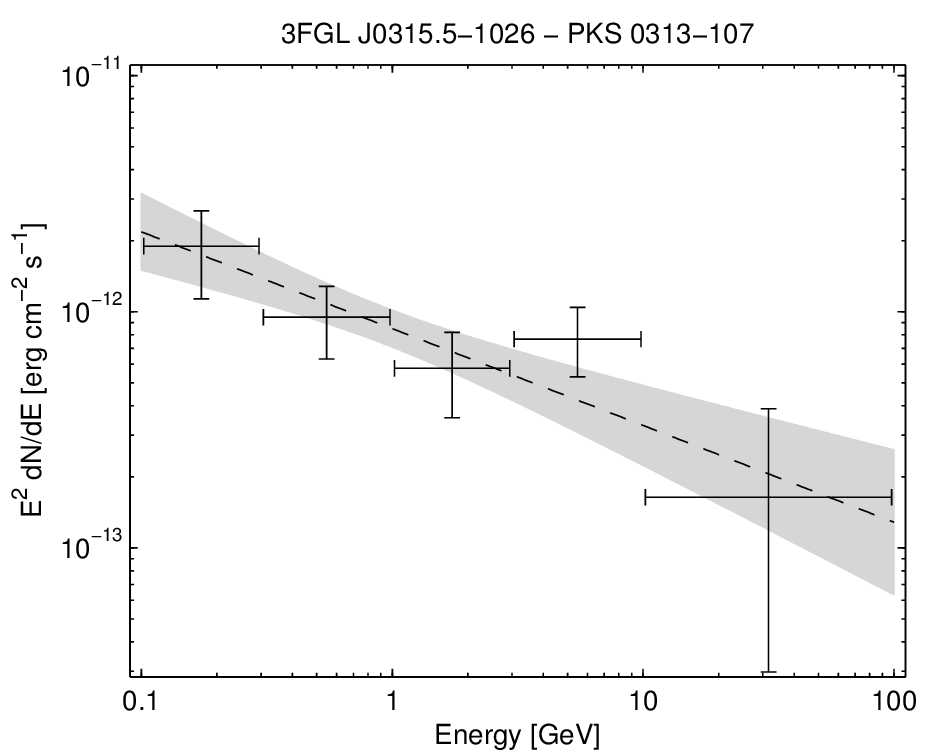 3FGL J0315.5−1026 − PKS 0313−107
10⁻¹¹
10⁻¹²
10⁻¹³
E² dN/dE [erg cm⁻² s⁻¹]
0.1 1 10 100
Energy [GeV]